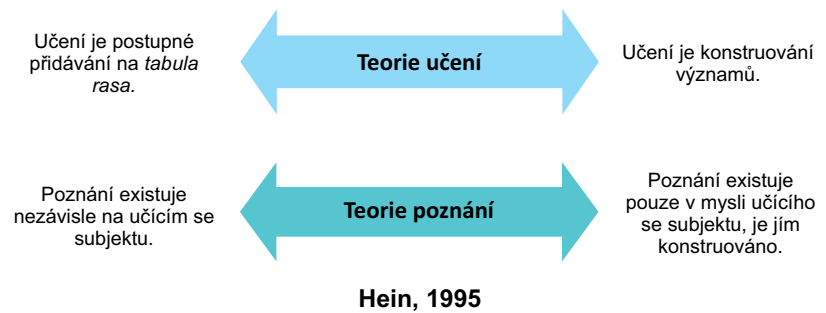 Učení je postupné
přidávání na tabula
rasa.
Teorie učení
Učení je konstruování
významů.
Poznání existuje
nezávisle na učícím se
subjektu.
Teorie poznání
Poznání existuje
pouze v mysli učícího
se subjektu, je jím
konstruováno.
Hein, 1995